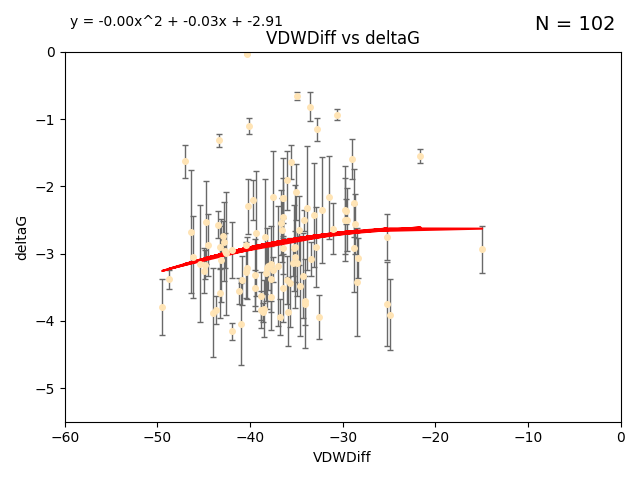 y = -0.00x^2 + -0.03x + -2.91
N = 102
VDWDiff vs deltaG
0
−1
−2
−3
−4
−5
deltaG
−60 −50 −40 −30 −20 −10 0
VDWDiff